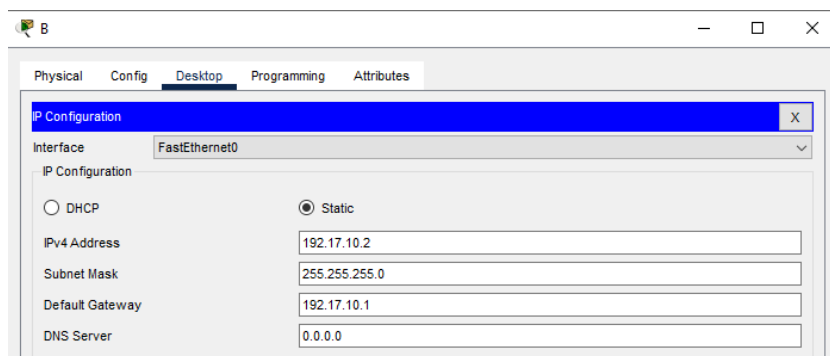 B
Physical Config Desktop Programming Attributes
IP Configuration X
Interface FastEthernet0
IP Configuration
DHCP Static
IPv4 Address 192.17.10.2
Subnet Mask 255.255.255.0
Default Gateway 192.17.10.1
DNS Server 0.0.0.0